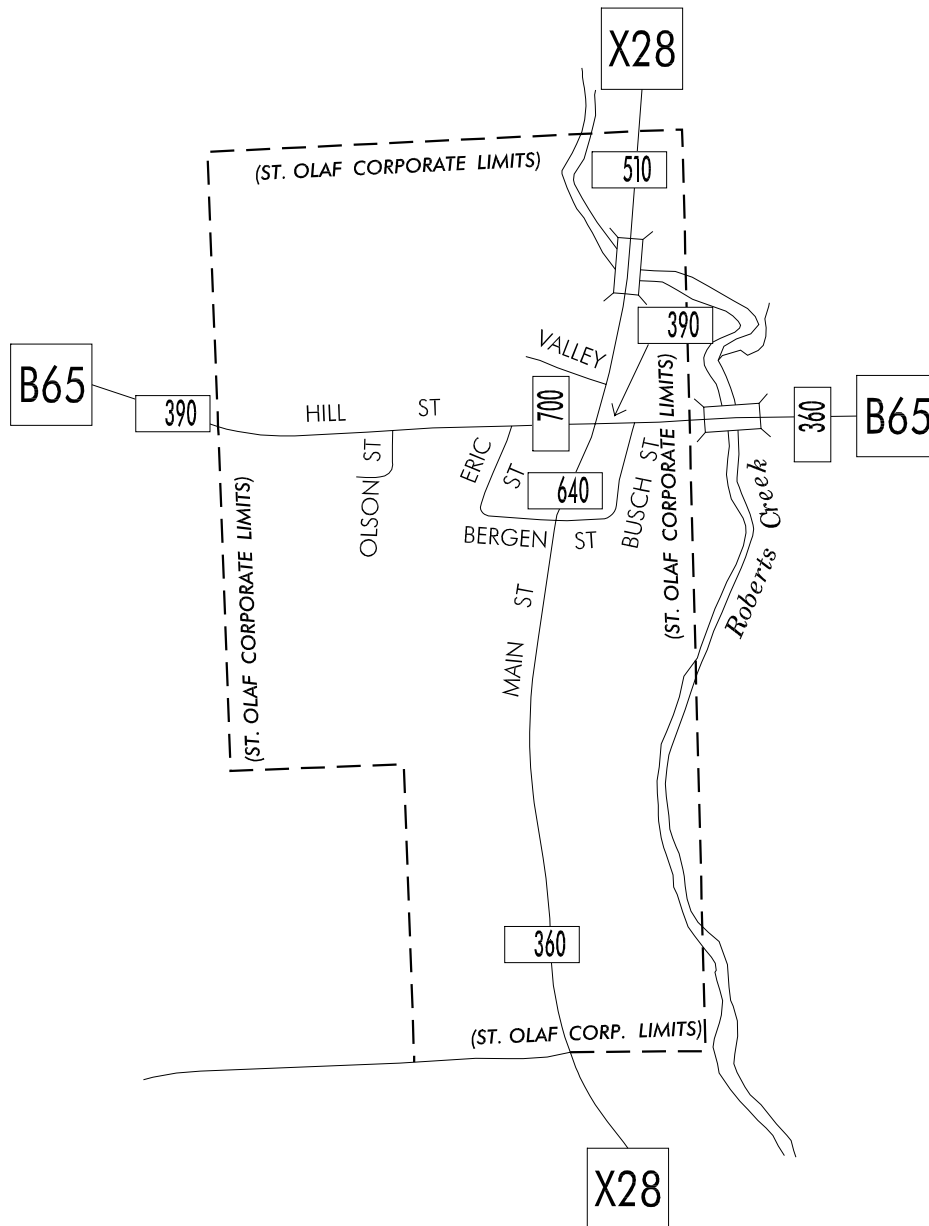 X28
(ST. OLAF CORPORATE LIMITS)
510
390
VALLEY
B65
390
HILL ST
700
360
B65
OLSON ST
ERIC ST
640
BUSCH ST
BERGEN ST
(ST. OLAF CORPORATE LIMITS)
(ST. OLAF CORPORATE LIMITS)
Roberts Creek
MAIN ST
360
(ST. OLAF CORP. LIMITS)
X28